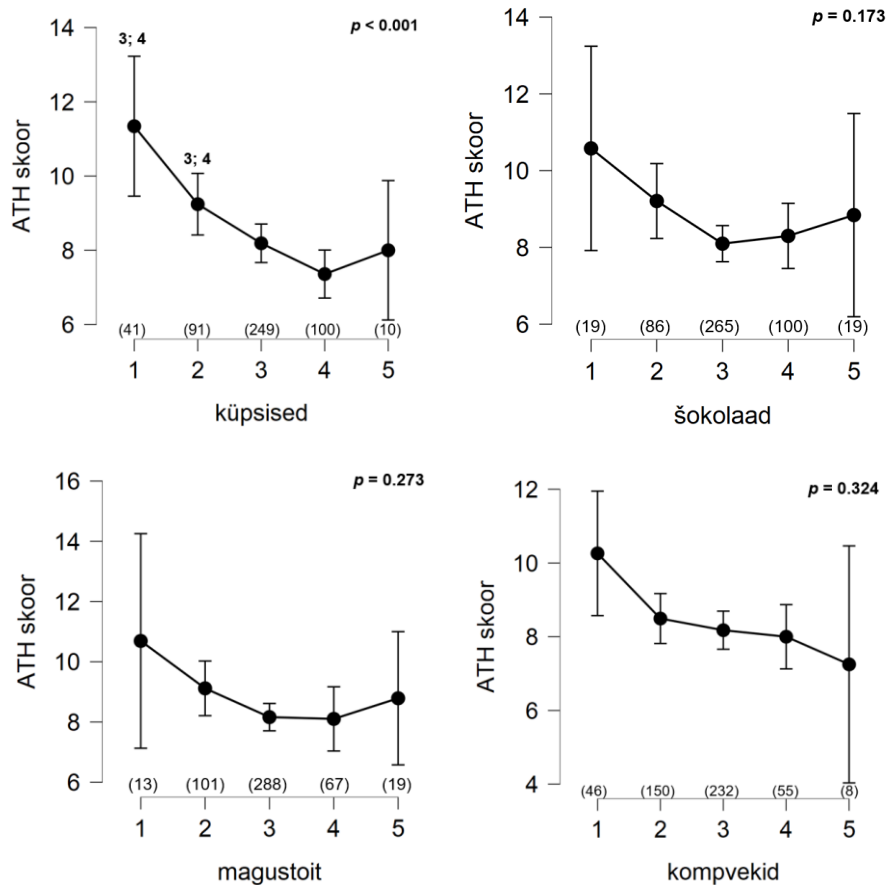 p < 0.001
14
3; 4
12
3; 4
10
8
6
ATH skoor
(41) (91) (249) (100) (10)
1 2 3 4 5
küpsised
p = 0.173
14
12
10
8
6
ATH skoor
(19) (86) (265) (100) (19)
1 2 3 4 5
šokolaad
p = 0.273
16
14
12
10
8
6
ATH skoor
(13) (101) (288) (67) (19)
1 2 3 4 5
magustoit
p = 0.324
12
10
8
6
4
ATH skoor
(46) (150) (232) (55) (8)
1 2 3 4 5
kompvekid